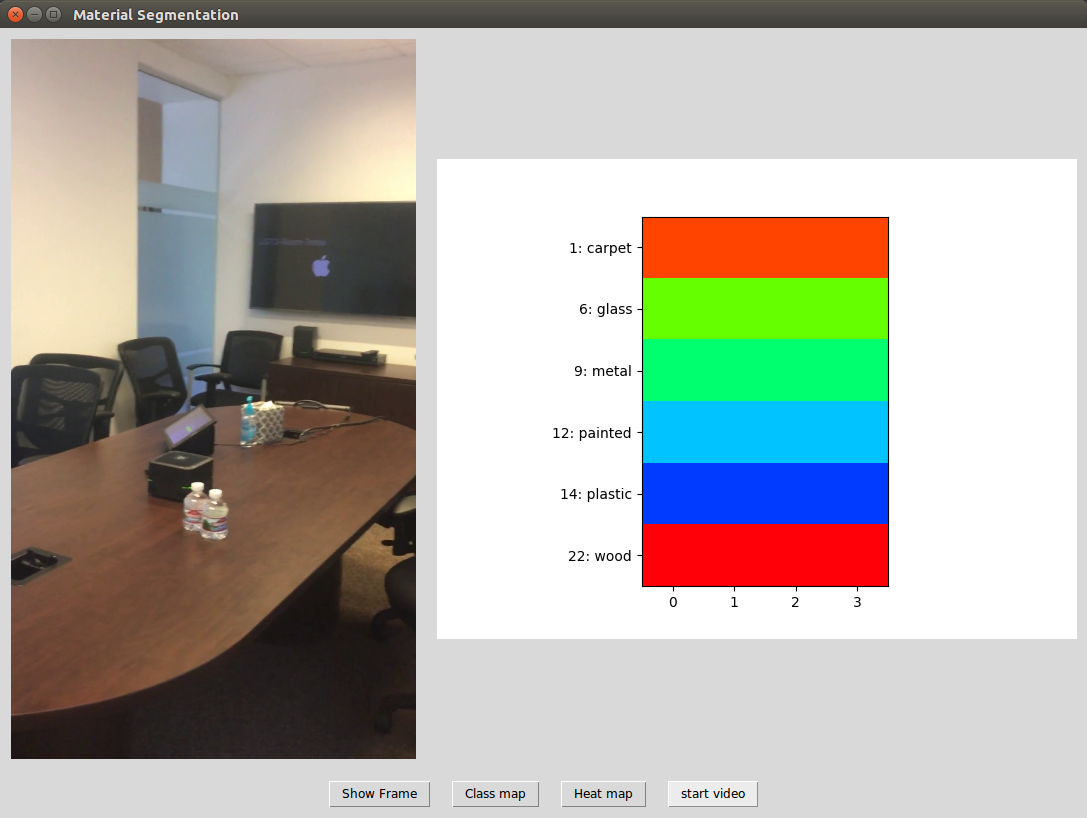 Material Segmentation
1: carpet
6: glass
9: metal
12: painted
14: plastic
22: wood
0 1 2 3
Show Frame
Class map
Heat map
start video